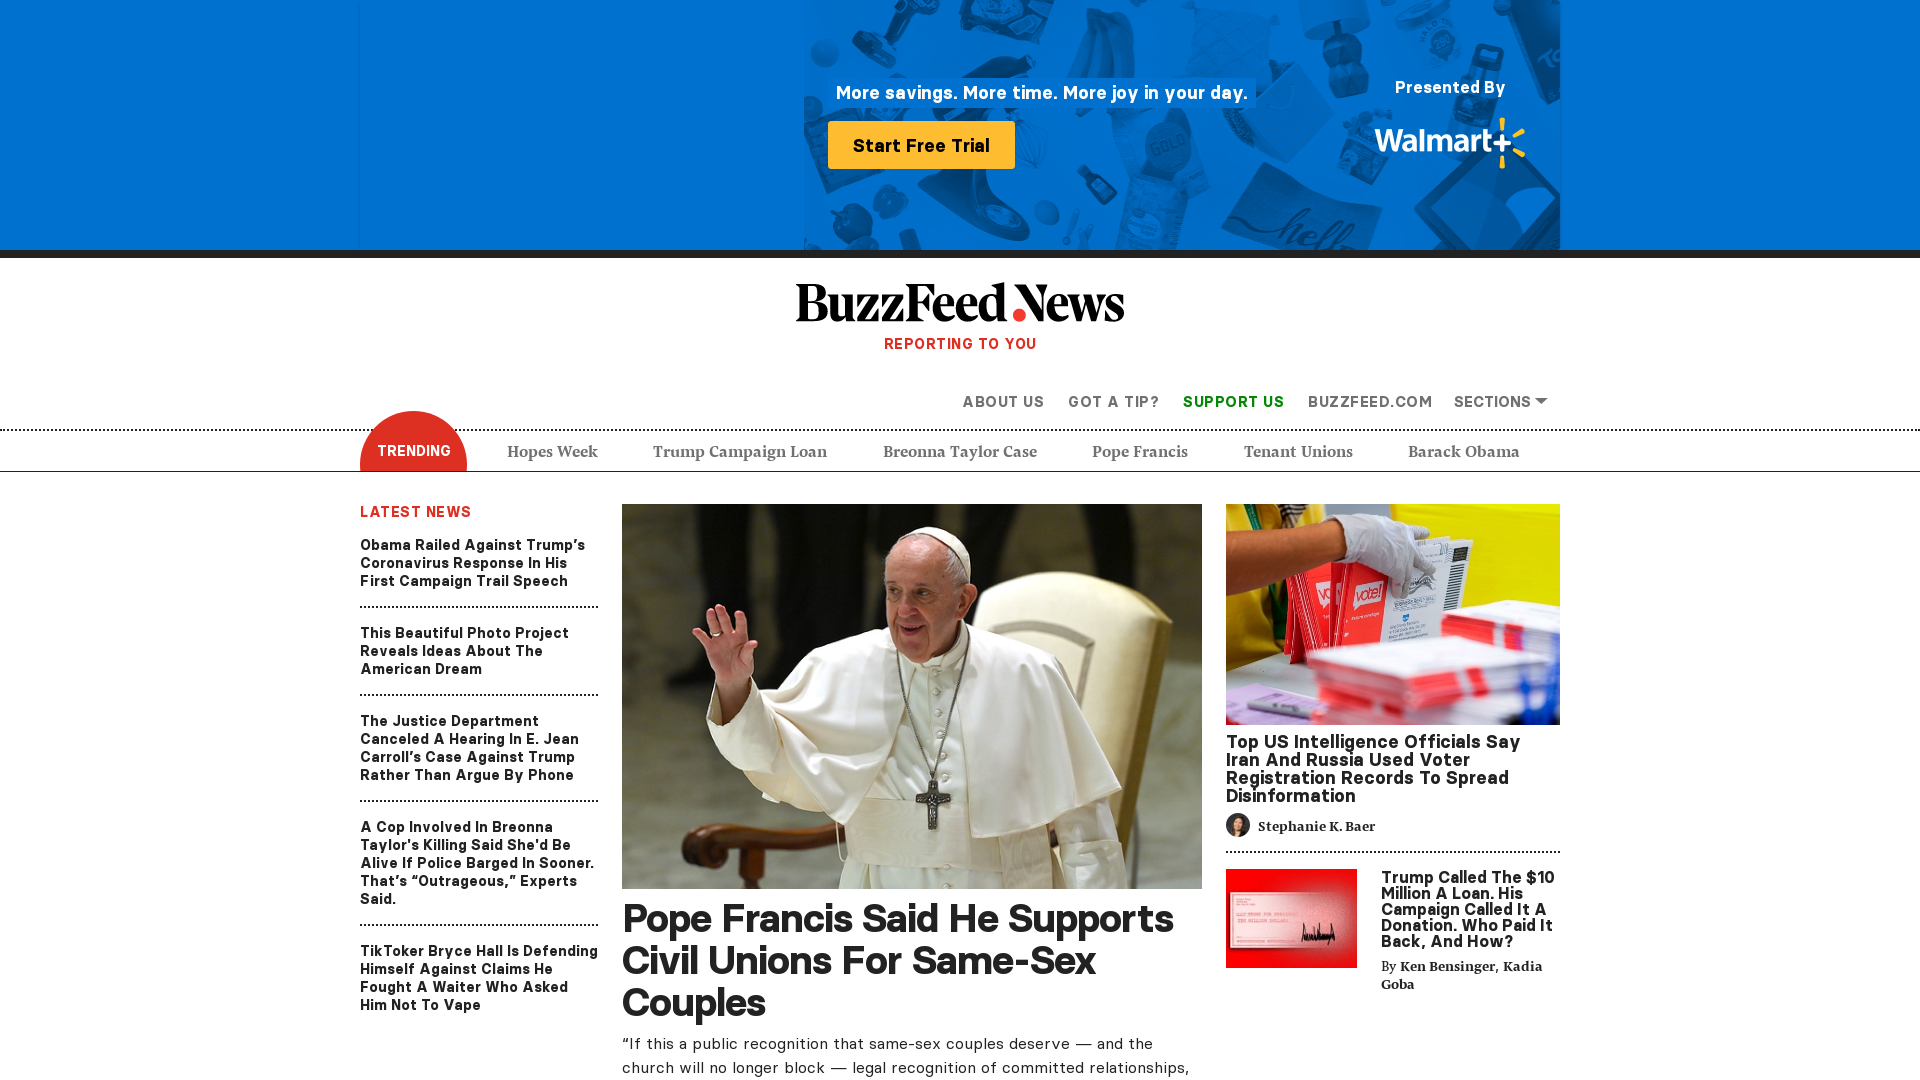 More savings. More time. More joy in your day.
Start Free Trial
Presented By
Walmart+
BuzzFeed News
REPORTING TO YOU
ABOUT US
GOT A TIP?
SUPPORT US
BUZZFEED.COM
SECTIONS
TRENDING
Hopes Week
Trump Campaign Loan
Breonna Taylor Case
Pope Francis
Tenant Unions
Barack Obama
LATEST NEWS
Obama Railed Against Trump’s
Coronavirus Response In His
First Campaign Trail Speech
This Beautiful Photo Project
Reveals Ideas About The
American Dream
The Justice Department
Canceled A Hearing In E. Jean
Carroll’s Case Against Trump
Rather Than Argue By Phone
A Cop Involved In Breonna
Taylor's Killing Said She'd Be
Alive If Police Barged In Sooner.
That’s “Outrageous,” Experts
Said.
TikToker Bryce Hall Is Defending
Himself Against Claims He
Fought A Waiter Who Asked
Him Not To Vape
Pope Francis Said He Supports
Civil Unions For Same-Sex
Couples
“If this a public recognition that same-sex couples deserve — and the
church will no longer block — legal recognition of committed relationships,
vote!
Top US Intelligence Officials Say
Iran And Russia Used Voter
Registration Records To Spread
Disinformation
Stephanie K. Baer
Trump Called The $10
Million A Loan. His
Campaign Called It A
Donation. Who Paid It
Back, And How?
By Ken Bensinger, Kadia
Goba
hello
GOLD